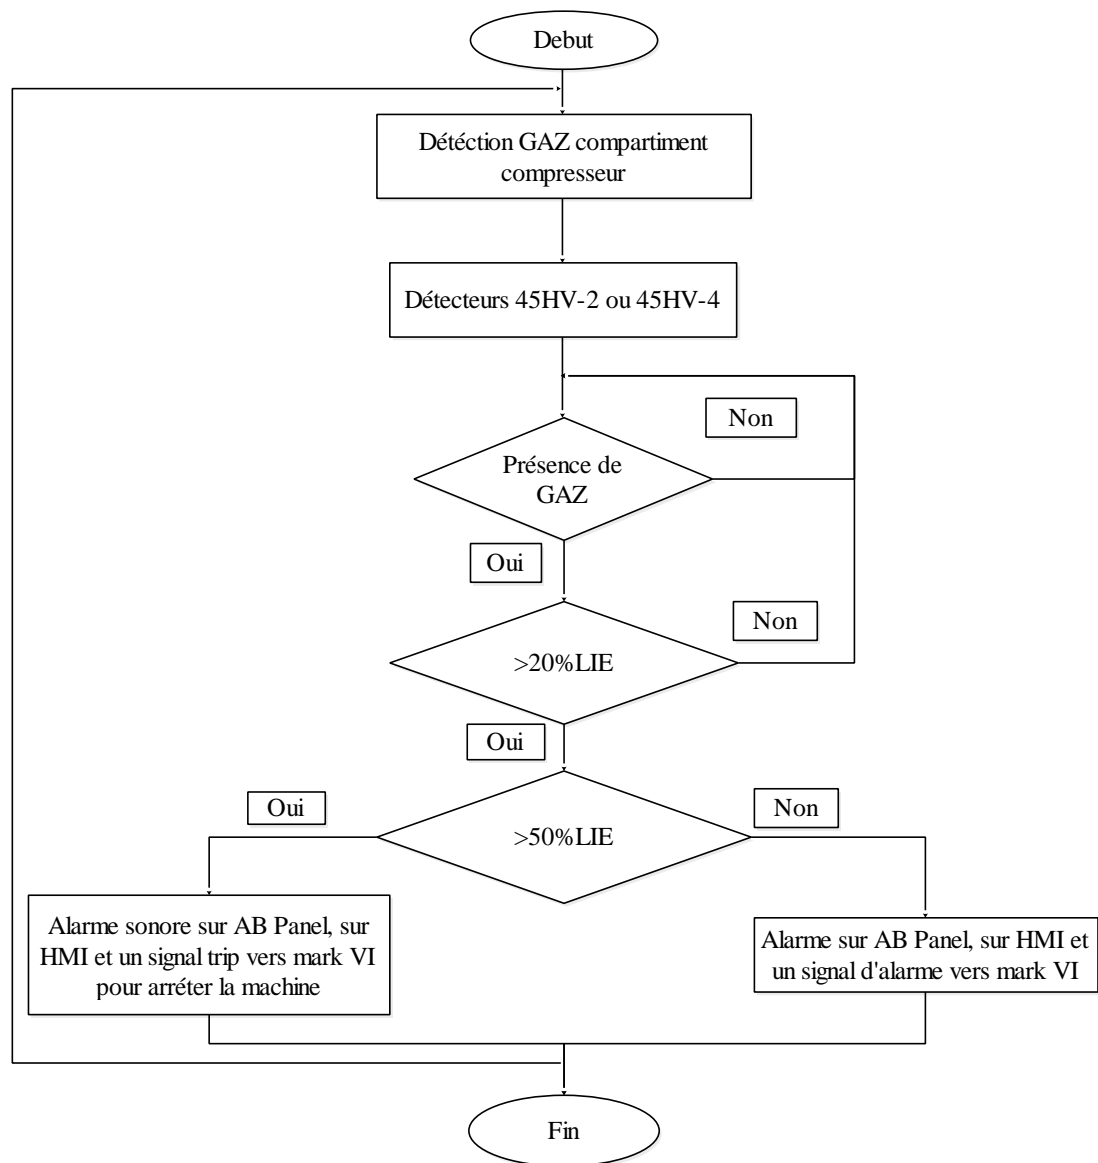 Debut
Détéction GAZ compartiment
compresseur
Détecteurs 45HV-2 ou 45HV-4
Non
Présence de
GAZ
Oui
Non
>20%LIE
Oui
Oui
Non
>50%LIE
Alarme sonore sur AB Panel, sur
HMI et un signal trip vers mark VI
pour arréter la machine
Alarme sur AB Panel, sur HMI et
un signal d'alarme vers mark VI
Fin